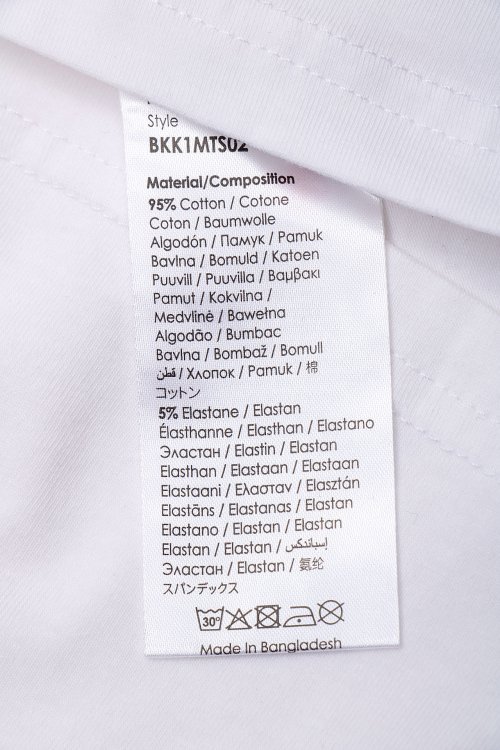 Style
BKK1MTS02
Material/Composition
95% Cotton / Cotone
Coton / Baumwolle
Algodón / Памук / Pamuk
Bavlna / Bomuld / Katoen
Puuvill / Puuvilla / Βαμβακι
Pamut / Kokvilna /
Medvilnė / Bawełna
Algodão / Bumbac
Bavlna / Bombaž / Bomull
قطن / Хлопок / Pamuk / 棉
コットン
5% Elastane / Elastan
Élasthanne / Elasthan / Elastano
Эластан / Elastin / Elastan
Elasthan / Elastaan / Elastaan
Elastaani / Ελασταν / Elasztán
Elastāns / Elastanas / Elastan
Elastano / Elastan / Elastan
Elastan / Elastan / إسباندكس
Эластан / Elastan / 氨纶
スパンデックス
30°
Made In Bangladesh